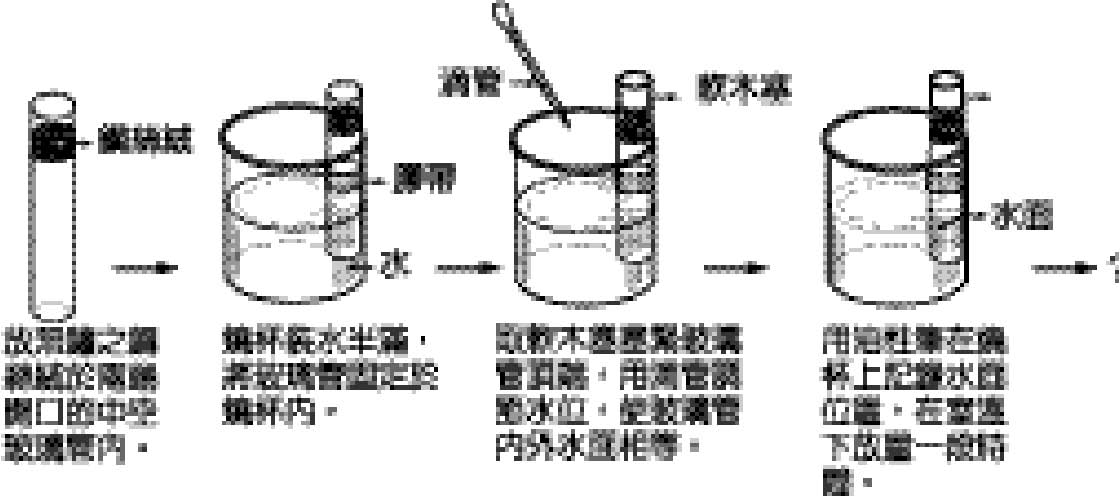 滴管
軟木塞
鋼絲絨
膠帶
水面
水
?
放溼鏽之鋼
絲絨於兩端
開口的中空
玻璃管內。
燒杯裝水半滿，
將玻璃管固定於
燒杯內。
取軟木塞塞緊玻璃
管頂端，用滴管調
節水位，使玻璃管
內外水面相等。
用油性筆在燒
杯上記錄水面
位置，在室溫
下放置一段時
間。